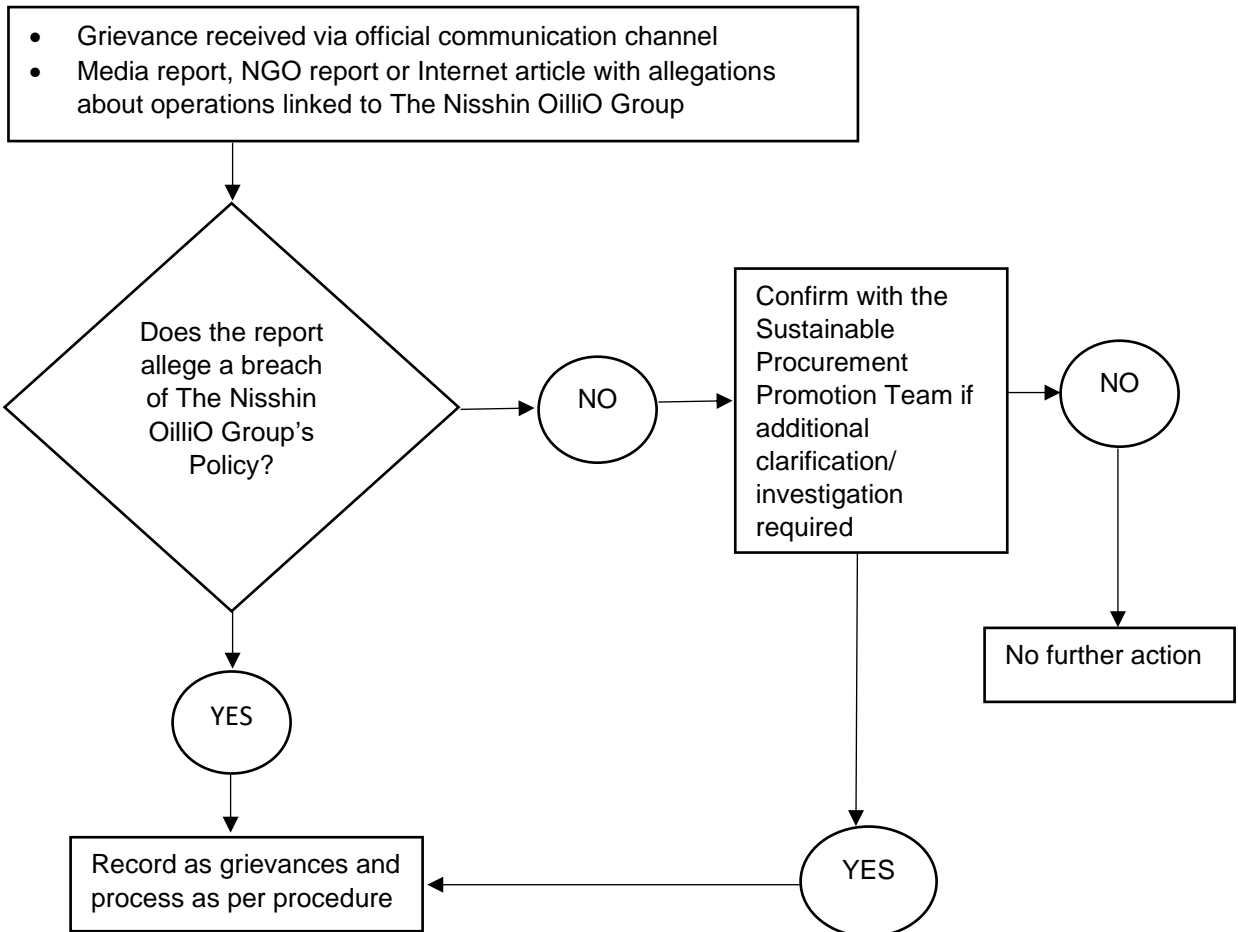 • Grievance received via official communication channel
• Media report, NGO report or Internet article with allegations
about operations linked to The Nisshin OilliO Group
Does the report
allege a breach
of The Nisshin
OilliO Group’s
Policy?
NO
Confirm with the
Sustainable
Procurement
Promotion Team if
additional
clarification/
investigation
required
NO
No further action
YES
YES
Record as grievances and
process as per procedure